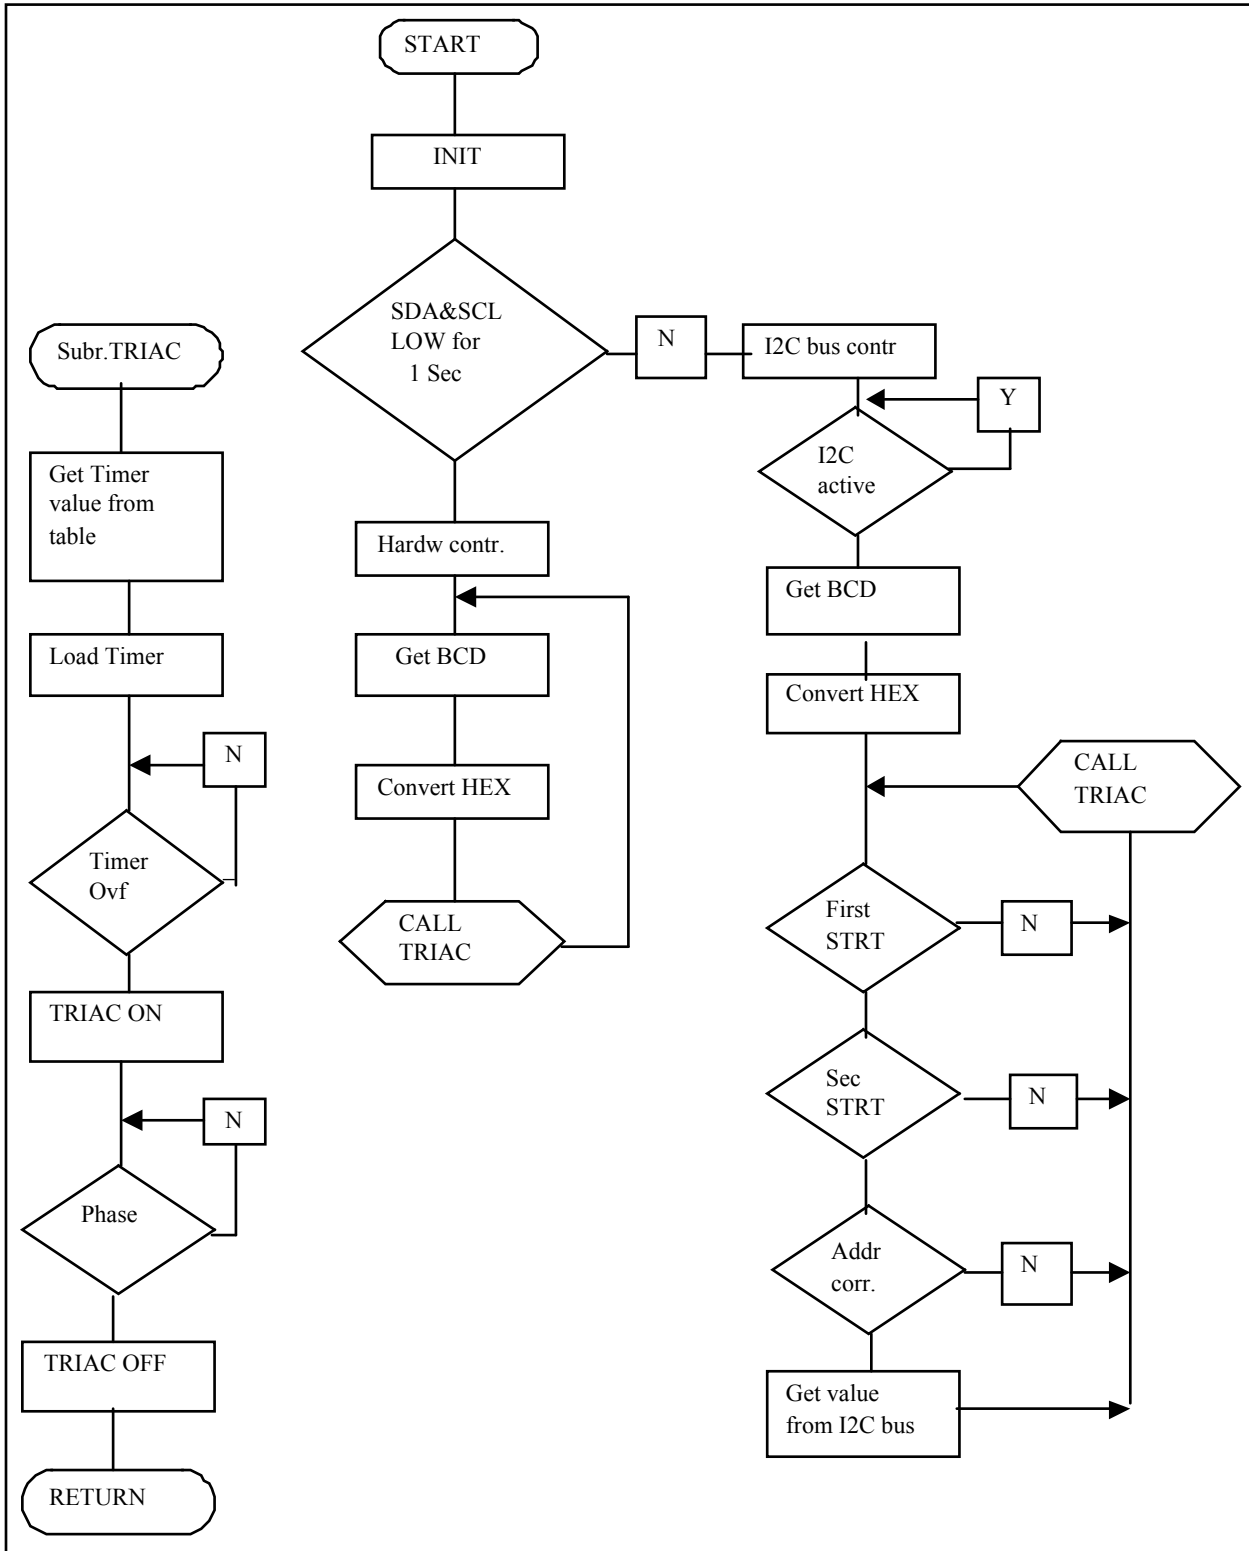 START
INIT
SDA&SCL
LOW for
1 Sec
N
I2C bus contr
Y
I2C
active
Hardw contr.
Get BCD
Convert HEX
CALL
TRIAC
Get BCD
Convert HEX
CALL
TRIAC
First
STRT
N
Sec
STRT
N
Addr
corr.
N
Get value
from I2C bus
Subr.TRIAC
Get Timer
value from
table
Load Timer
N
Timer
Ovf
TRIAC ON
N
Phase
TRIAC OFF
RETURN